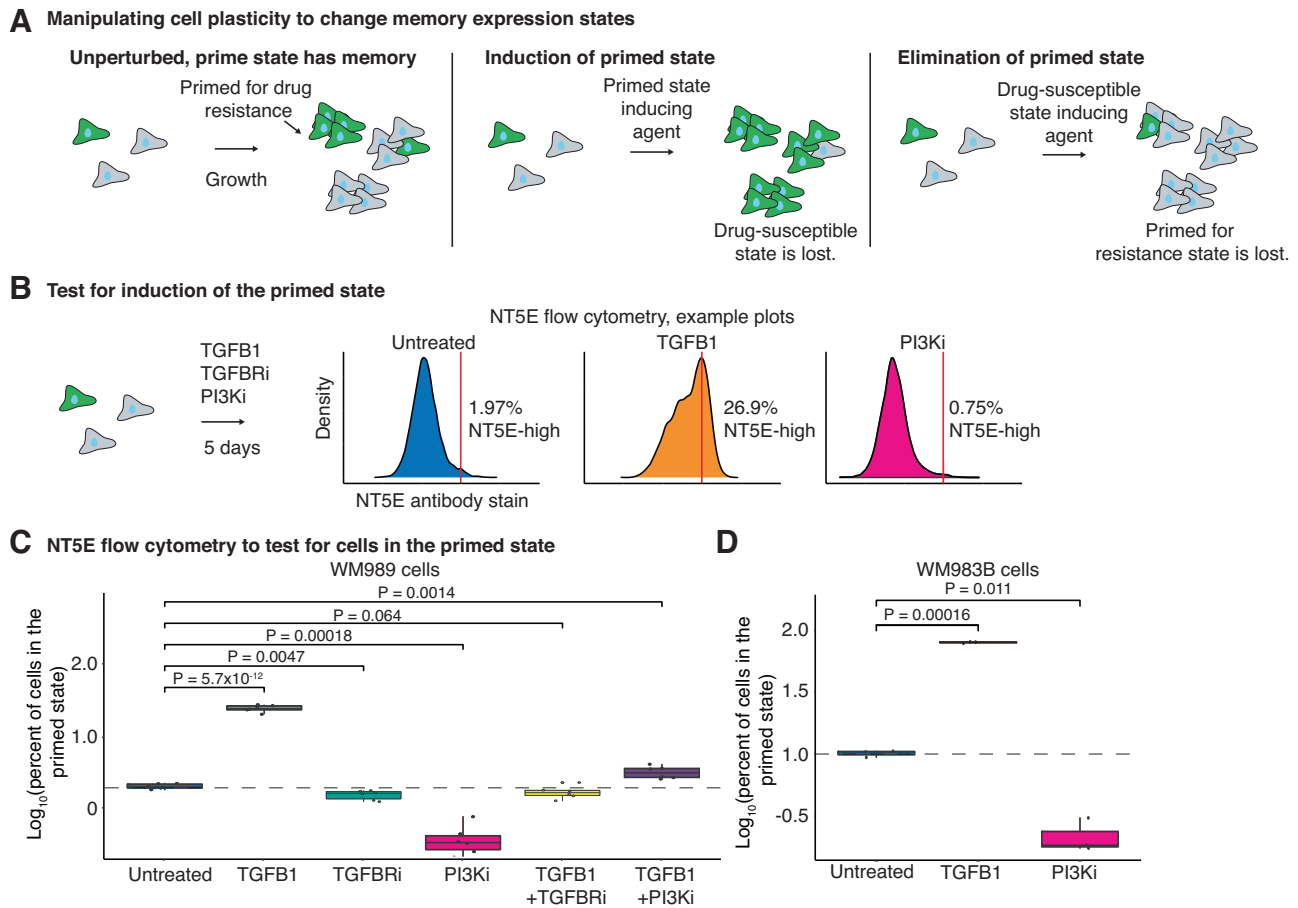 A Manipulating cell plasticity to change memory expression states
Unperturbed, prime state has memory
Primed for drug
resistance
Growth
Induction of primed state
Primed state
inducing
agent
Drug-susceptible
state is lost.
Elimination of primed state
Drug-susceptible
state inducing
agent
Primed for
resistance state is lost.
B Test for induction of the primed state
TGFB1
TGFBRi
PI3Ki
5 days
NT5E flow cytometry, example plots
Untreated
Density
1.97%
NT5E-high
NT5E antibody stain
TGFB1
26.9%
NT5E-high
PI3Ki
0.75%
NT5E-high
C NT5E flow cytometry to test for cells in the primed state
WM989 cells
P = 0.0014
P = 0.064
P = 0.00018
P = 0.0047
P = 5.7x10⁻¹²
Log₁₀(percent of cells in the
primed state)
2.0
1.0
0
Untreated
TGFB1
TGFBRi
PI3Ki
TGFB1
+TGFBRi
TGFB1
+PI3Ki
D
WM983B cells
P = 0.011
P = 0.00016
Log₁₀(percent of cells in the
primed state)
2.0
1.5
1.0
-0.5
Untreated
TGFB1
PI3Ki